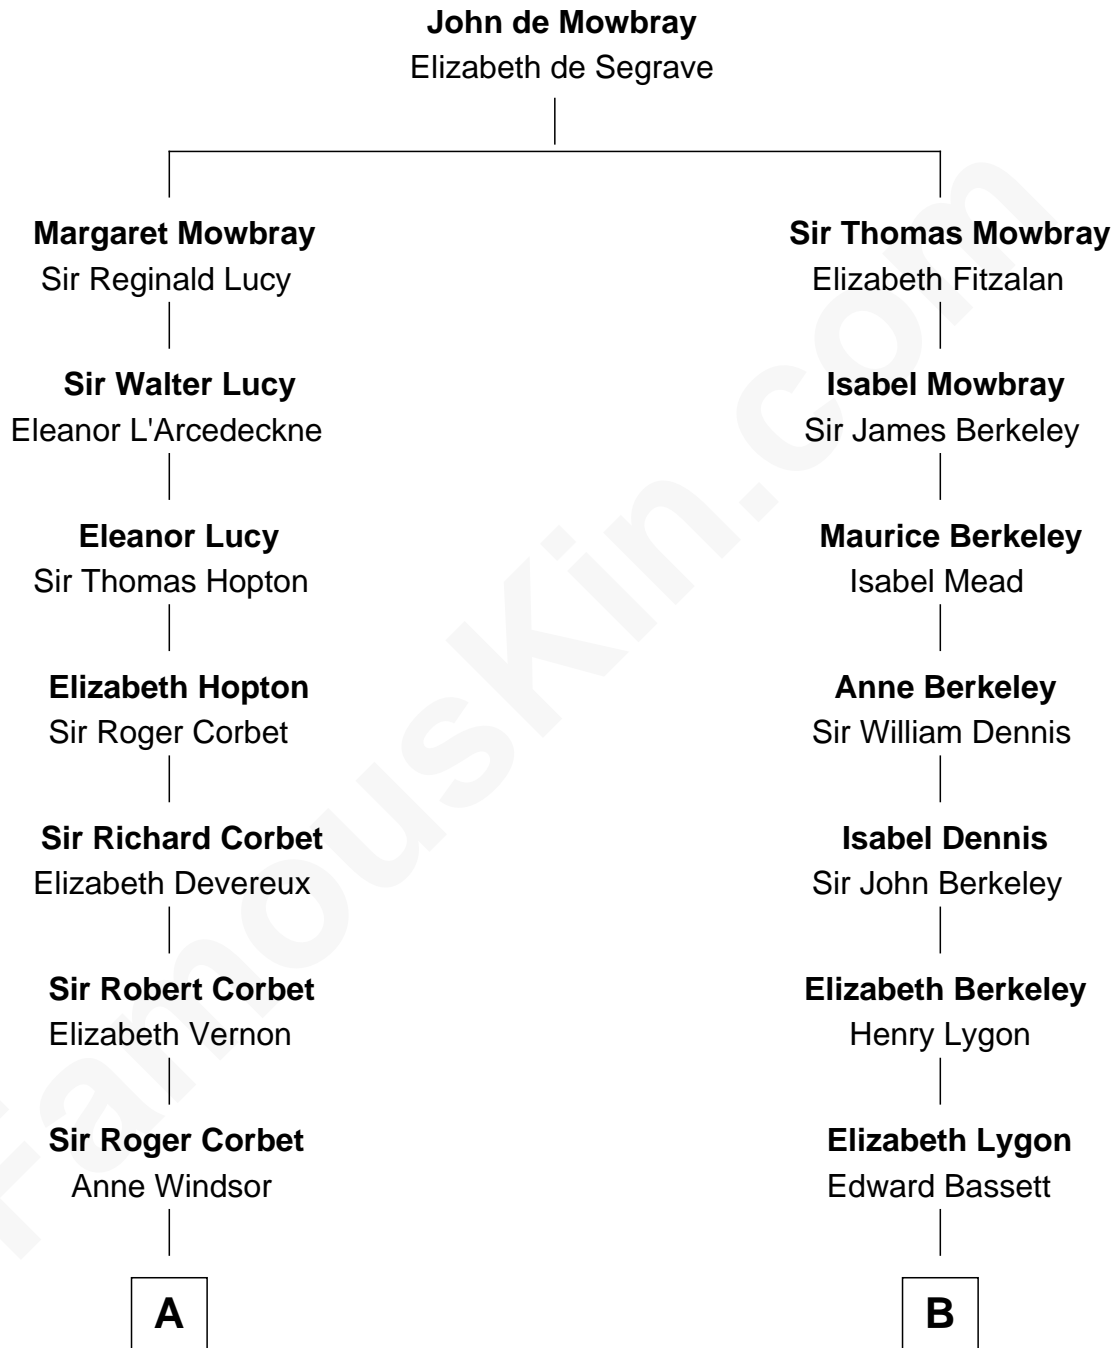 John de Mowbray
Elizabeth de Segrave
Margaret Mowbray
Sir Reginald Lucy
Sir Thomas Mowbray
Elizabeth Fitzalan
Sir Walter Lucy
Eleanor L'Arcedeckne
Isabel Mowbray
Sir James Berkeley
Eleanor Lucy
Sir Thomas Hopton
Maurice Berkeley
Isabel Mead
Elizabeth Hopton
Sir Roger Corbet
Anne Berkeley
Sir William Dennis
Sir Richard Corbet
Elizabeth Devereux
Isabel Dennis
Sir John Berkeley
Sir Robert Corbet
Elizabeth Vernon
Elizabeth Berkeley
Henry Lygon
Sir Roger Corbet
Anne Windsor
Elizabeth Lygon
Edward Bassett
A
B
FamousKin.com